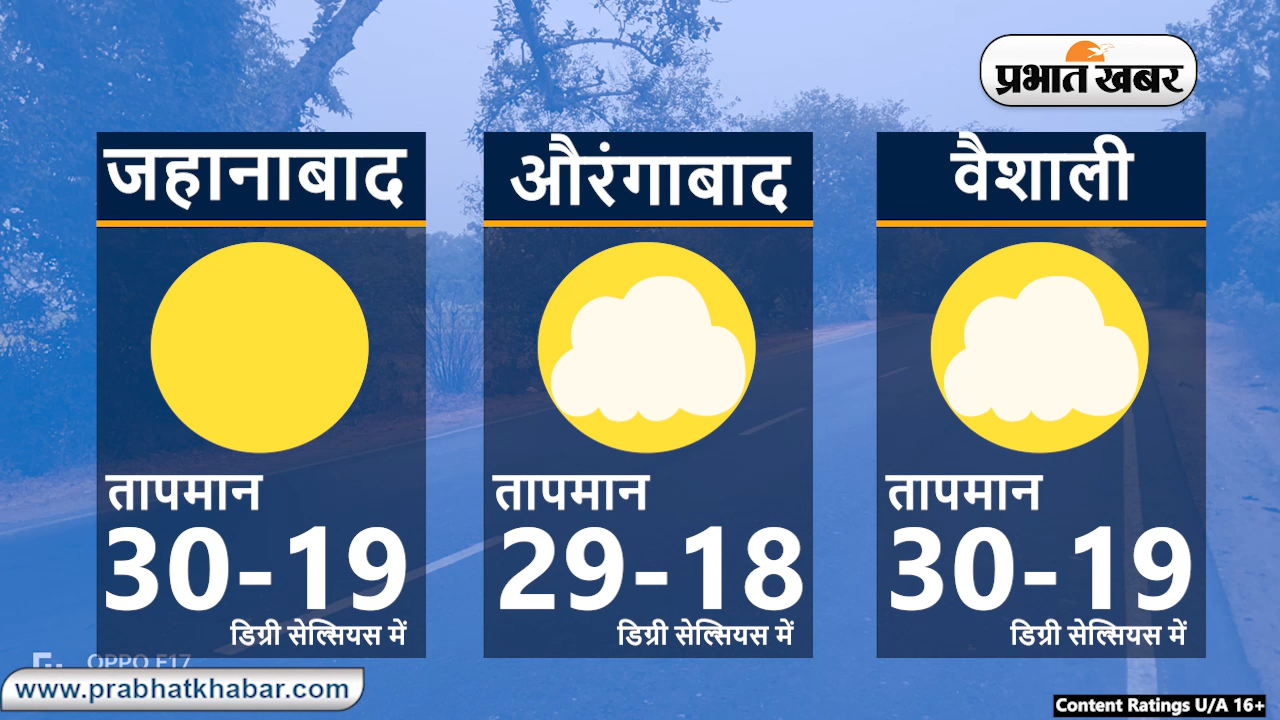 प्रभात खबर
जहानाबाद
तापमान
30-19
डिग्री सेल्सियस में
औरंगाबाद
तापमान
29-18
डिग्री सेल्सियस में
वैशाली
तापमान
30-19
डिग्री सेल्सियस में
OPPO F17
www.prabhatkhabar.com
Content Ratings U/A 16+